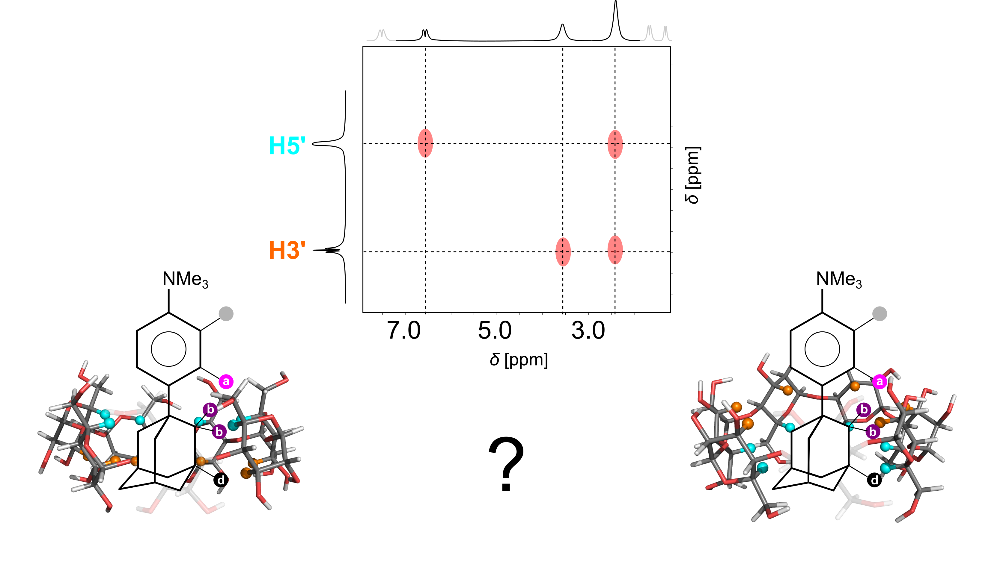 H5'
H3'
δ [ppm]
7.0 5.0 3.0
δ [ppm]
NMe₃
a
b
b
d
?
NMe₃
a
b
b
d